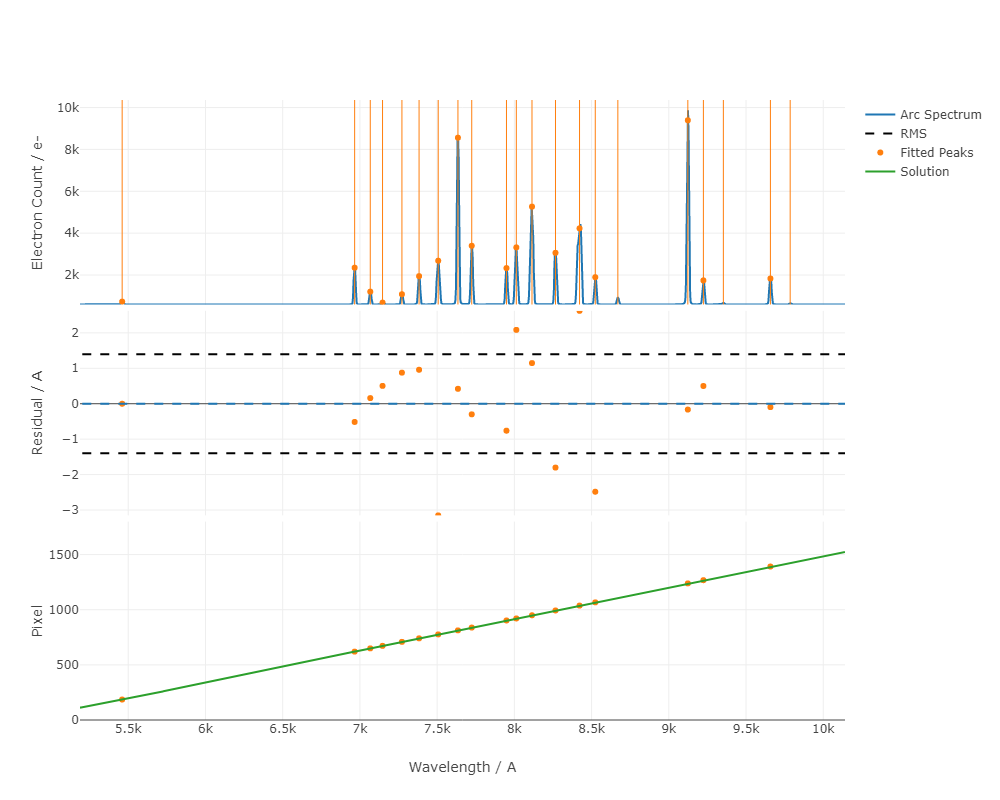 10k
8k
6k
4k
2k
Electron Count / e-
Arc Spectrum
RMS
Fitted Peaks
Solution
2
1
0
−1
−2
−3
Residual / A
1500
1000
500
0
Pixel
5.5k 6k 6.5k 7k 7.5k 8k 8.5k 9k 9.5k 10k
Wavelength / A